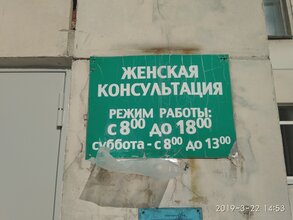 ЖЕНСКАЯ
КОНСУЛЬТАЦИЯ
РЕЖИМ РАБОТЫ:
с 8⁰⁰ до 18⁰⁰
суббота - с 8⁰⁰ до 13⁰⁰
2019-3-22 14:53